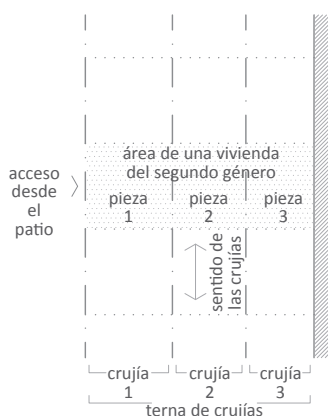 área de una vivienda
del segundo género
acceso
desde
el
patio
pieza pieza pieza
1 2 3
sentido de
las crujías
crujía crujía crujía
1 2 3
terna de crujías